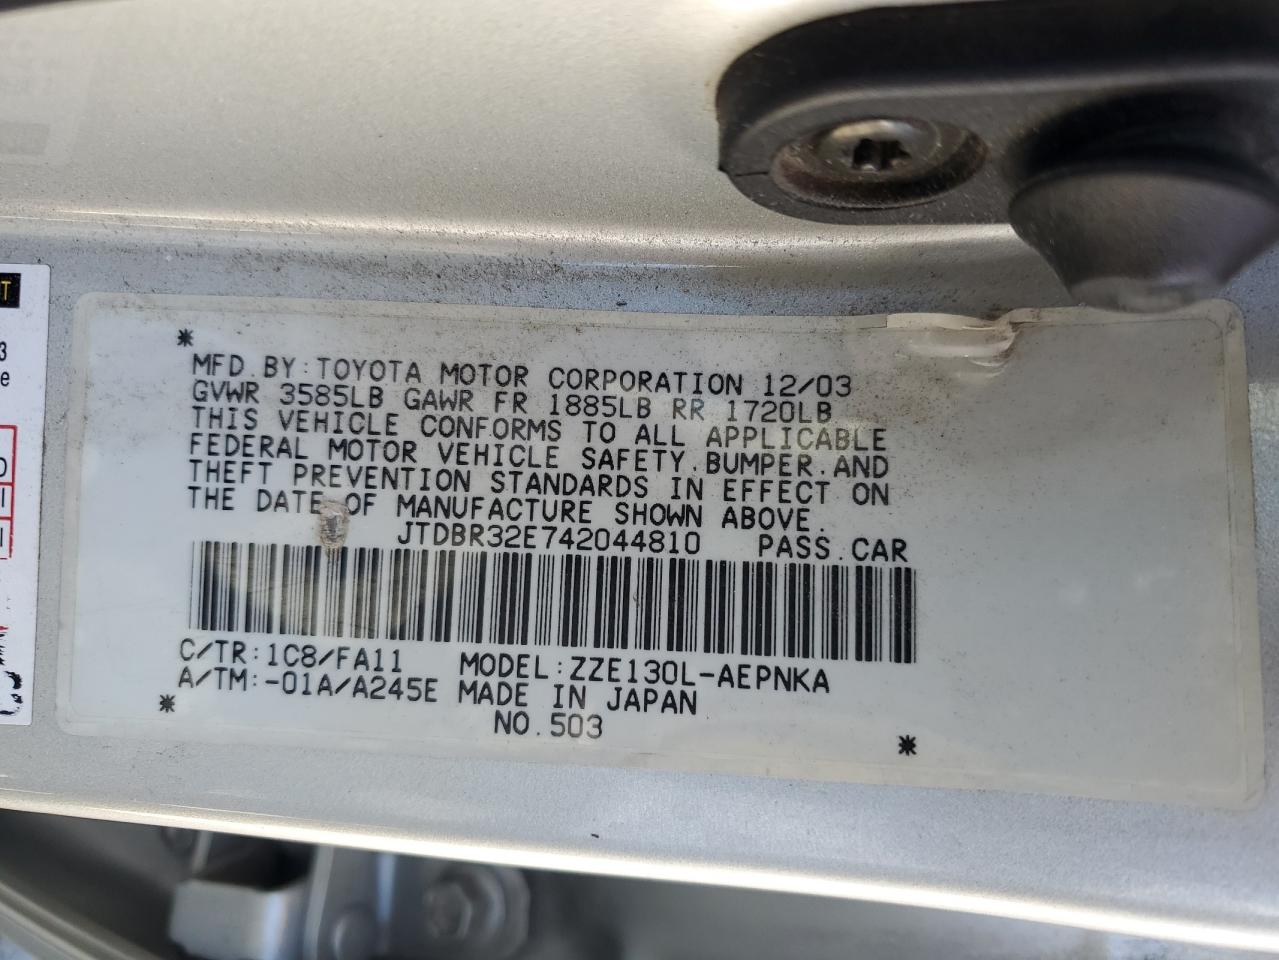 T
3
e
D
I
I
*
MFD.BY:TOYOTA MOTOR CORPORATION 12/03
GVWR 3585LB GAWR FR 1885LB RR 1720LB
THIS VEHICLE CONFORMS TO ALL APPLICABLE
FEDERAL MOTOR VEHICLE SAFETY.BUMPER.AND
THEFT PREVENTION STANDARDS IN EFFECT ON
THE DATE OF MANUFACTURE SHOWN ABOVE.
JTDBR32E742044810 PASS.CAR
C/TR:1C8/FA11 MODEL:ZZE130L-AEPNKA
A/TM:-01A/A245E MADE IN JAPAN
* NO.503 *